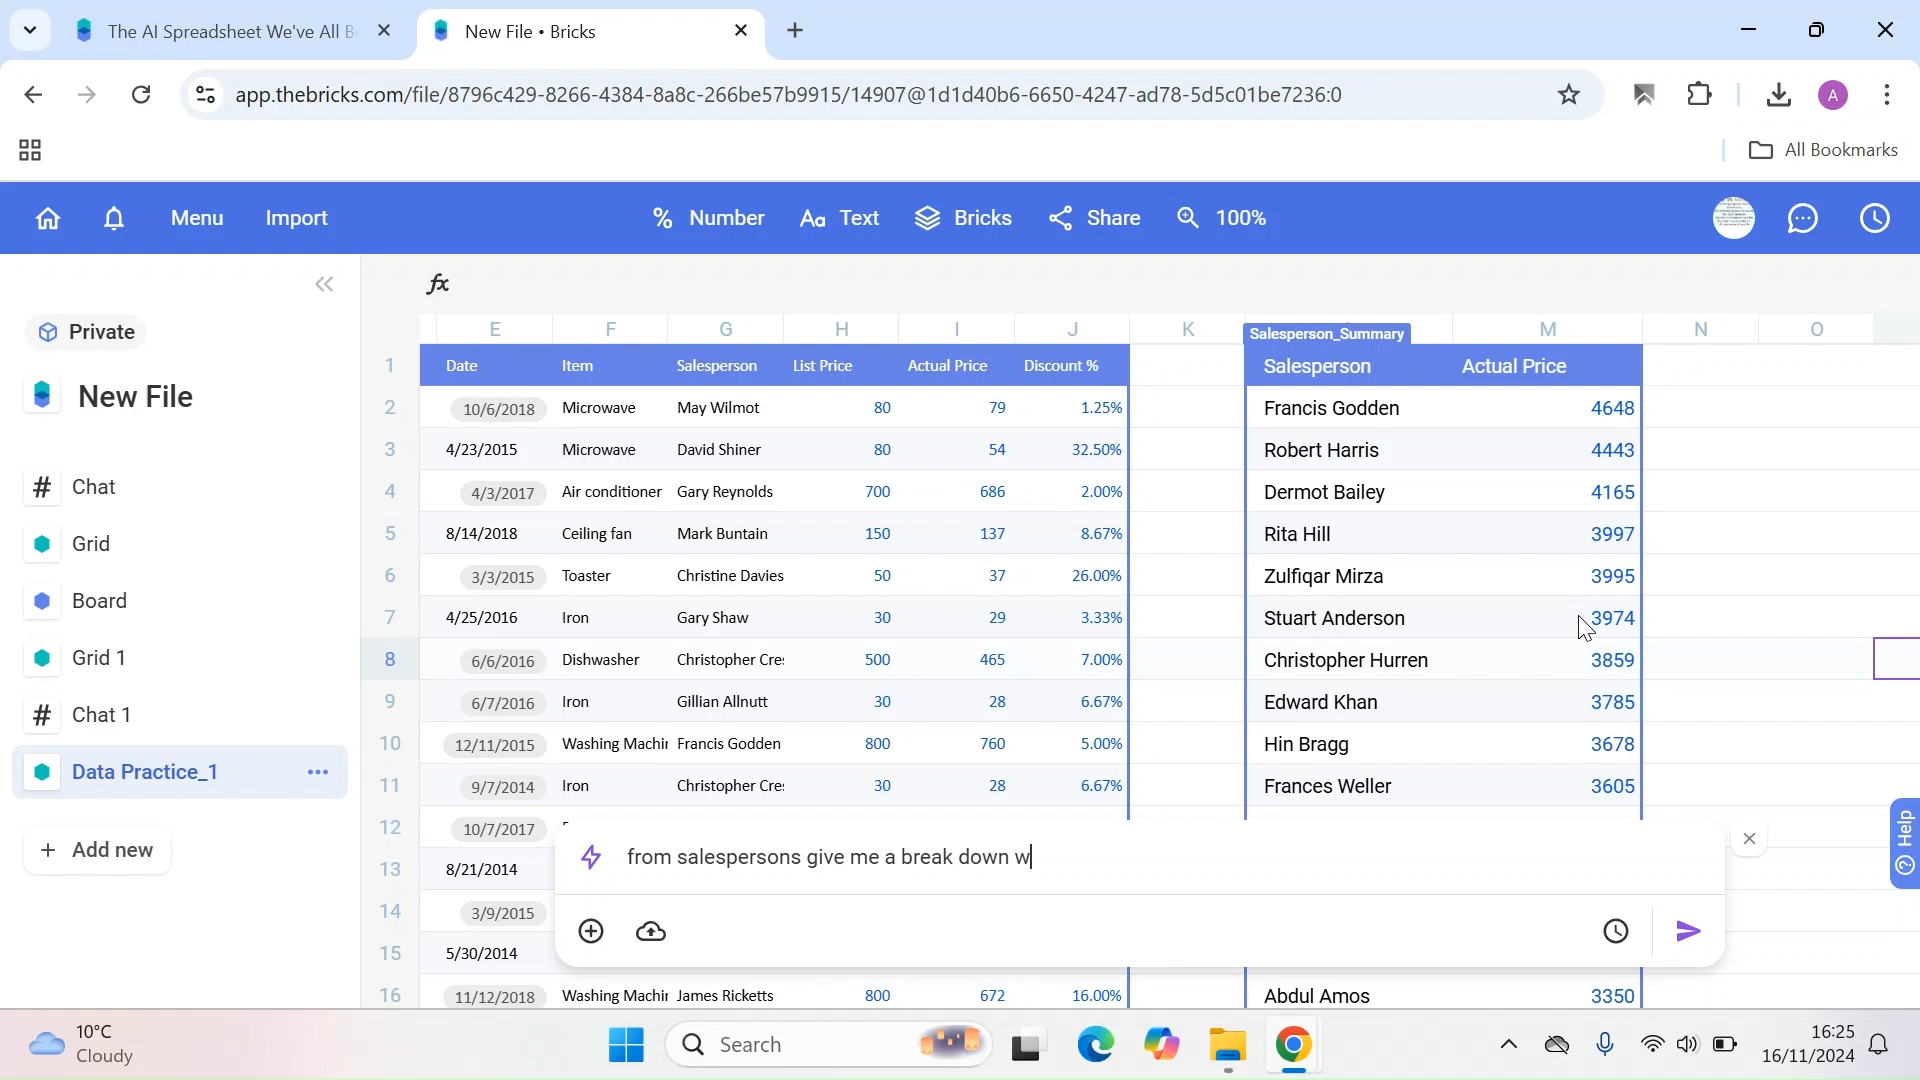 The AI Spreadsheet We've All B
New File • Bricks
app.thebricks.com/file/8796c429-8266-4384-8a8c-266be57b9915/14907@1d1d40b6-6650-4247-ad78-5d5c01be7236:0
A
All Bookmarks
Menu Import % Number Aa Text Bricks Share 100%
fx
Private
New File
# Chat
Grid
Board
Grid 1
# Chat 1
Data Practice_1
+ Add new
E F G H I J K M N O
Salesperson_Summary
1 Date Item Salesperson List Price Actual Price Discount % Salesperson Actual Price
2 10/6/2018 Microwave May Wilmot 80 79 1.25% Francis Godden 4648
3 4/23/2015 Microwave David Shiner 80 54 32.50% Robert Harris 4443
4 4/3/2017 Air conditioner Gary Reynolds 700 686 2.00% Dermot Bailey 4165
5 8/14/2018 Ceiling fan Mark Buntain 150 137 8.67% Rita Hill 3997
6 3/3/2015 Toaster Christine Davies 50 37 26.00% Zulfiqar Mirza 3995
7 4/25/2016 Iron Gary Shaw 30 29 3.33% Stuart Anderson 3974
8 6/6/2016 Dishwasher Christopher Cre 500 465 7.00% Christopher Hurren 3859
9 6/7/2016 Iron Gillian Allnutt 30 28 6.67% Edward Khan 3785
10 12/11/2015 Washing Machi Francis Godden 800 760 5.00% Hin Bragg 3678
11 9/7/2014 Iron Christopher Cre 30 28 6.67% Frances Weller 3605
12 10/7/2017
13 8/21/2014
14 3/9/2015
15 5/30/2014
16 11/12/2018 Washing Machi James Ricketts 800 672 16.00% Abdul Amos 3350
from salespersons give me a break down w
Help
10°C
Cloudy
Search
16:25
16/11/2024